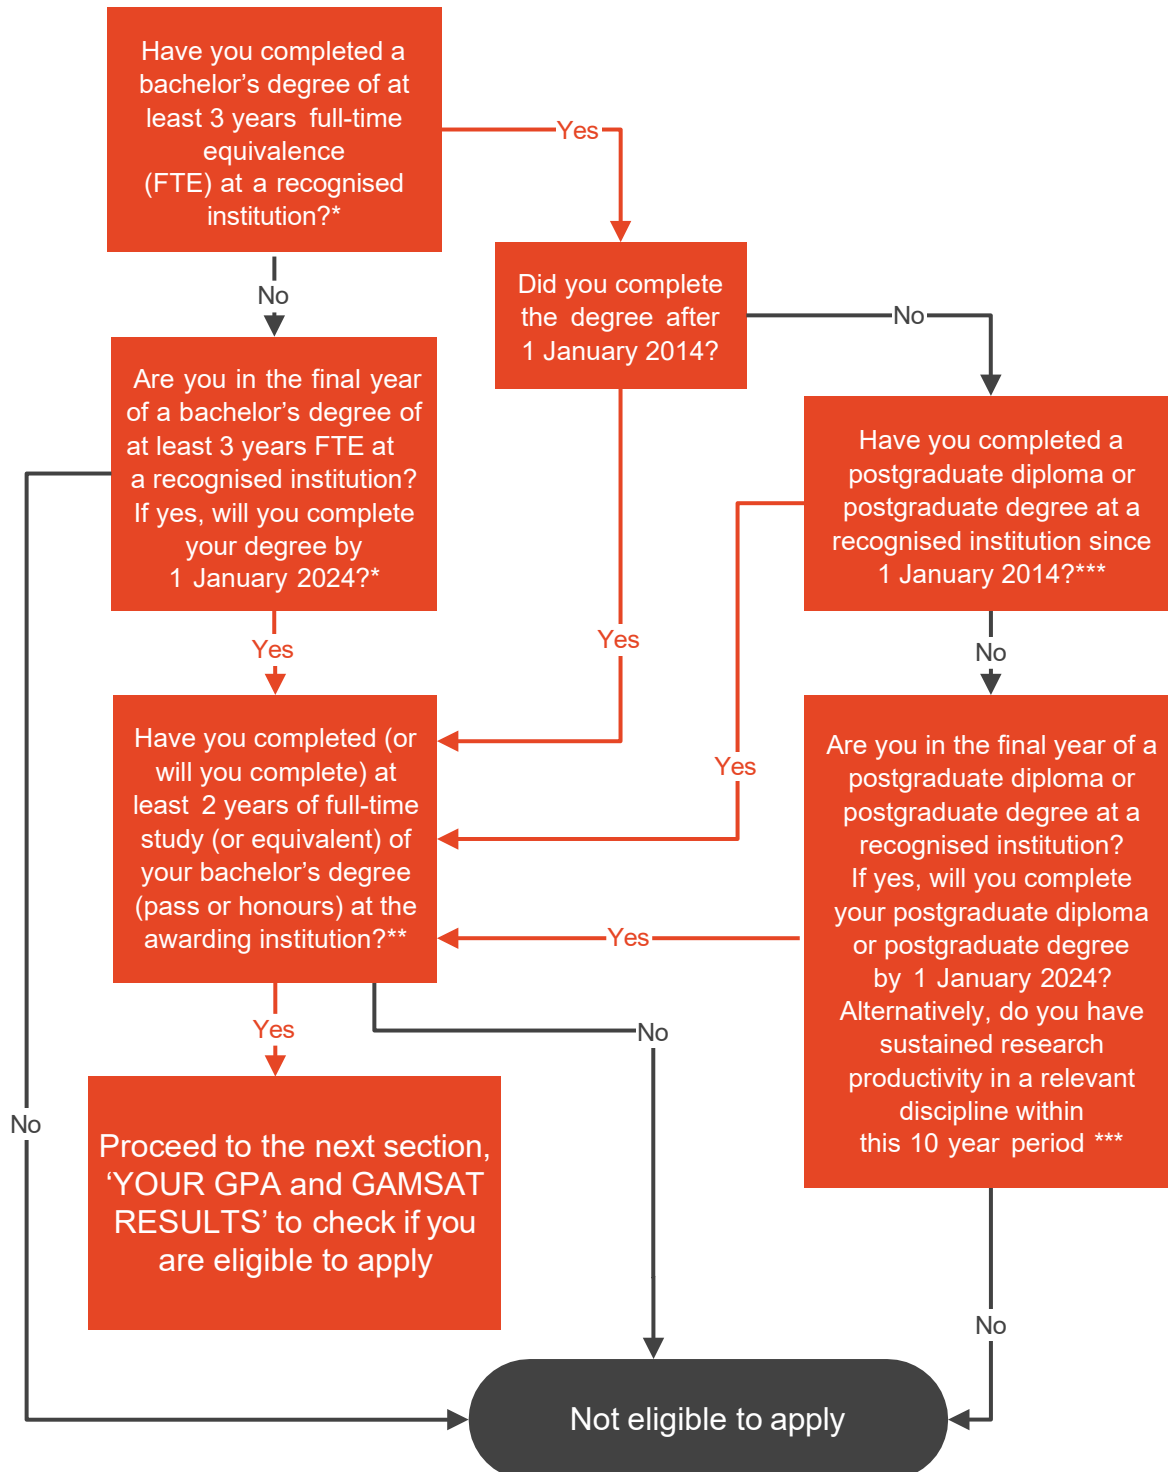 Have you completed a
bachelor’s degree of at
least 3 years full-time
equivalence
(FTE) at a recognised
institution?*
Yes
No
Did you complete
the degree after
1 January 2014?
No
Are you in the final year
of a bachelor’s degree of
at least 3 years FTE at
a recognised institution?
If yes, will you complete
your degree by
1 January 2024?*
Have you completed a
postgraduate diploma or
postgraduate degree at a
recognised institution since
1 January 2014?***
Yes
Yes
No
Yes
Have you completed (or
will you complete) at
least 2 years of full-time
study (or equivalent) of
your bachelor’s degree
(pass or honours) at the
awarding institution?**
Are you in the final year of a
postgraduate diploma or
postgraduate degree at a
recognised institution?
If yes, will you complete
your postgraduate diploma
or postgraduate degree
by 1 January 2024?
Alternatively, do you have
sustained research
productivity in a relevant
discipline within
this 10 year period ***
Yes
Yes
No
No
Proceed to the next section,
‘YOUR GPA and GAMSAT
RESULTS’ to check if you
are eligible to apply
No
Not eligible to apply